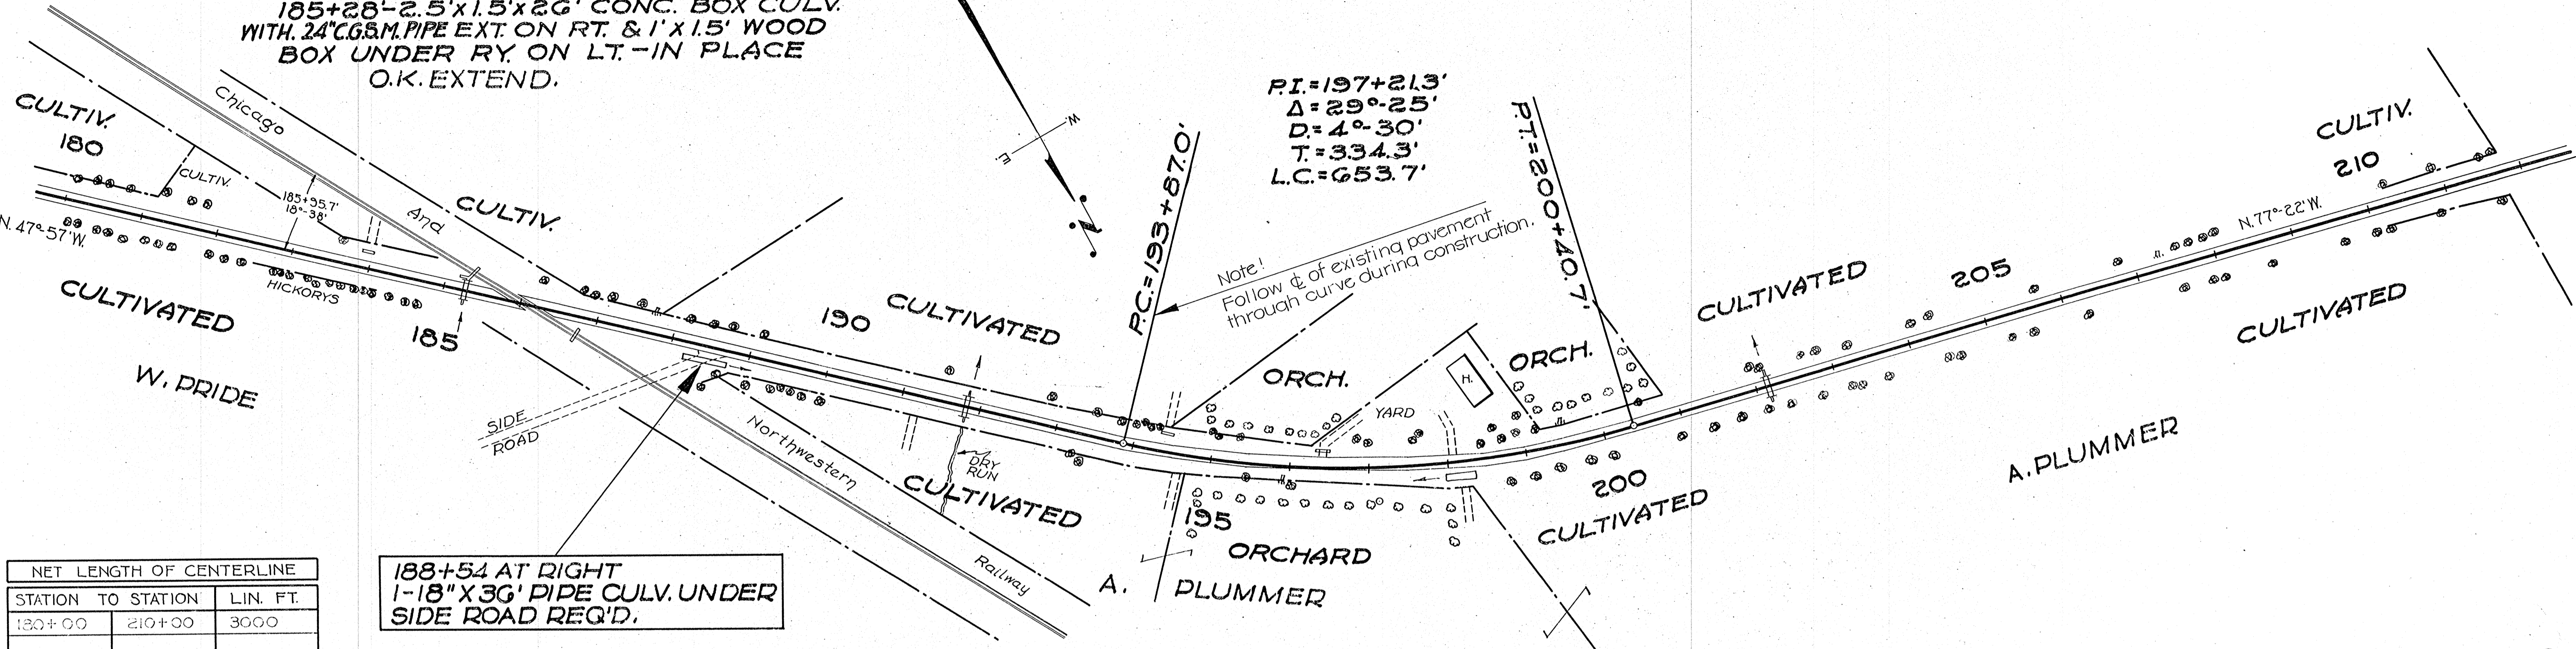 185+28-2.5'x1.5'x26' CONC. BOX CULV.
WITH. 24"C.G.S.M. PIPE EXT. ON RT. & 1' X 1.5' WOOD
BOX UNDER RY. ON LT.-IN PLACE
O.K. EXTEND.
P.I.=197+21.3'
Δ=29°-25'
D.=4°-30'
T.=334.3'
L.C.=653.7'
P.C.=193+87.0'
P.T.=200+40.7'
Note!
Follow ℄ of existing pavement
through curve during construction.
W.
E.
N
CULTIV.
180
CULTIV.
185+95.7'
18°-38'
N. 47°-57'W.
HICKORYS
CULTIVATED
W. PRIDE
185
Chicago
And
Northwestern
Railway
CULTIV.
SIDE
ROAD
190
CULTIVATED
DRY
RUN
CULTIVATED
ORCH.
YARD
H.
ORCH.
195
ORCHARD
A. PLUMMER
200
CULTIVATED
CULTIVATED
205
N. 77°-22'W.
CULTIV.
210
CULTIVATED
A. PLUMMER
188+54 AT RIGHT
1-18"X36' PIPE CULV. UNDER
SIDE ROAD REQ'D.
NET LENGTH OF CENTERLINE
STATION TO STATION LIN. FT.
180+00 210+00 3000